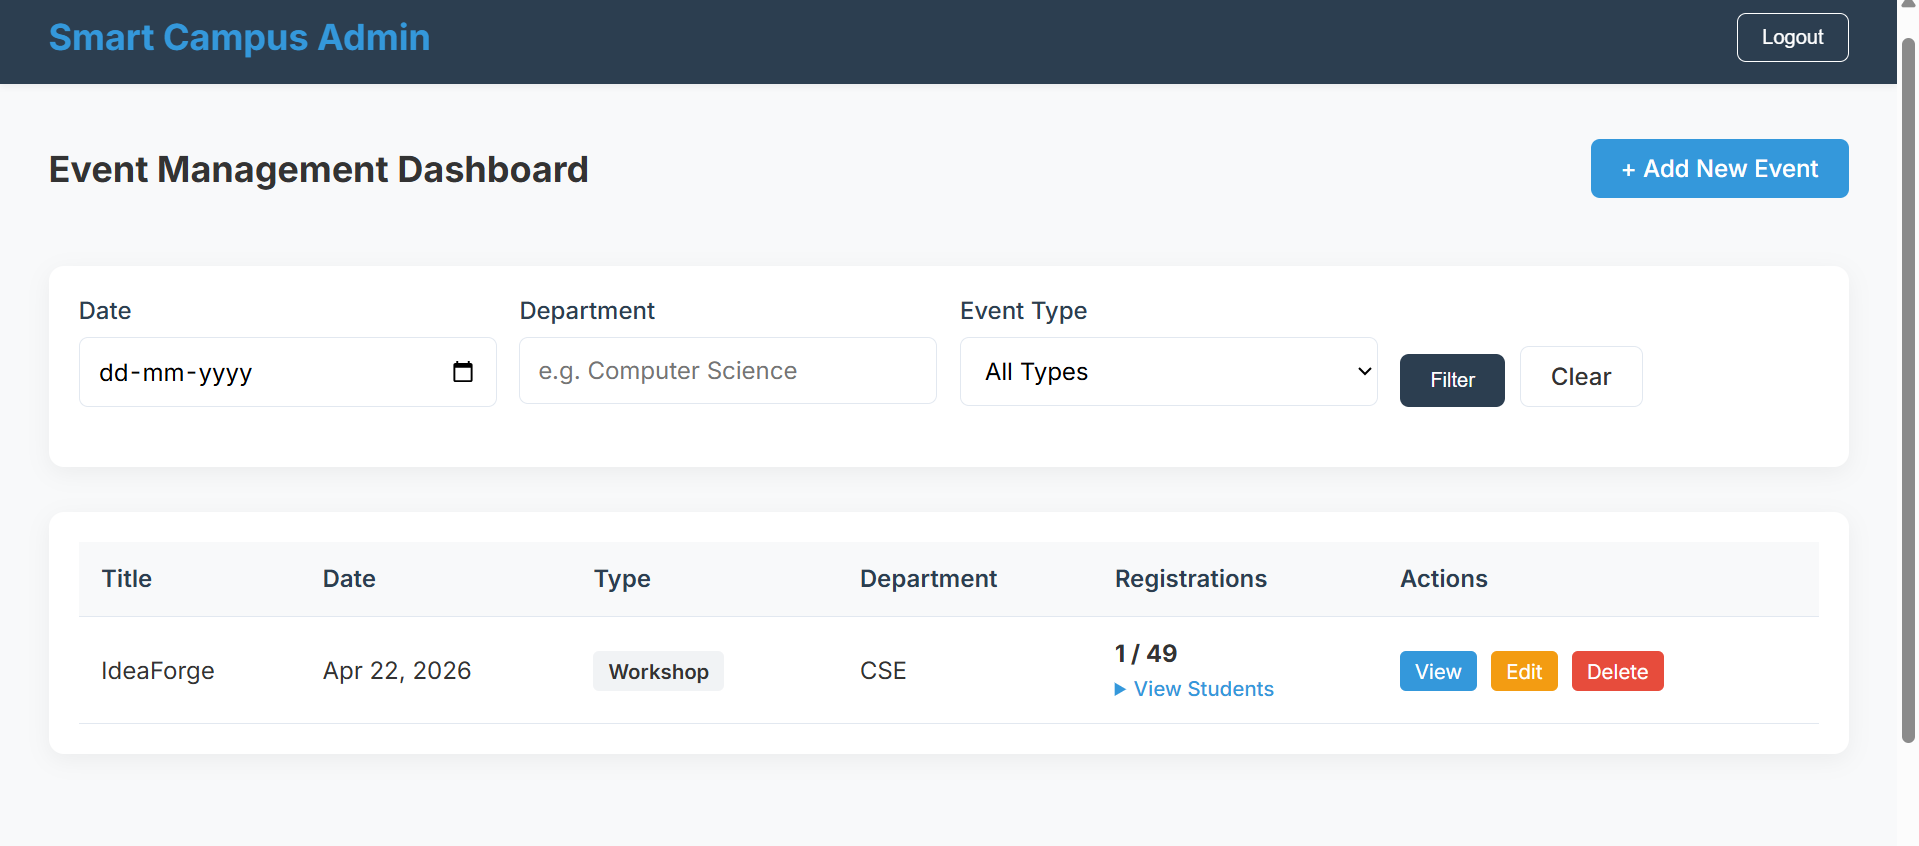 Smart Campus Admin
Logout
Event Management Dashboard
+ Add New Event
Date
Department
Event Type
dd-mm-yyyy
e.g. Computer Science
All Types
Filter
Clear
Title Date Type Department Registrations Actions
IdeaForge Apr 22, 2026 Workshop CSE 1 / 49 View Edit Delete
▶ View Students